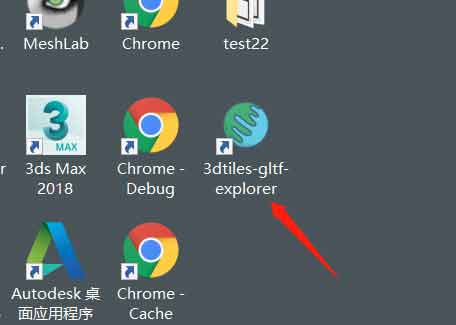 MeshLab
Chrome
test22
3
MAX
3ds Max
2018
Chrome -
Debug
3dtiles-gltf-
explorer
r
Autodesk 桌
面应用程序
Chrome -
Cache